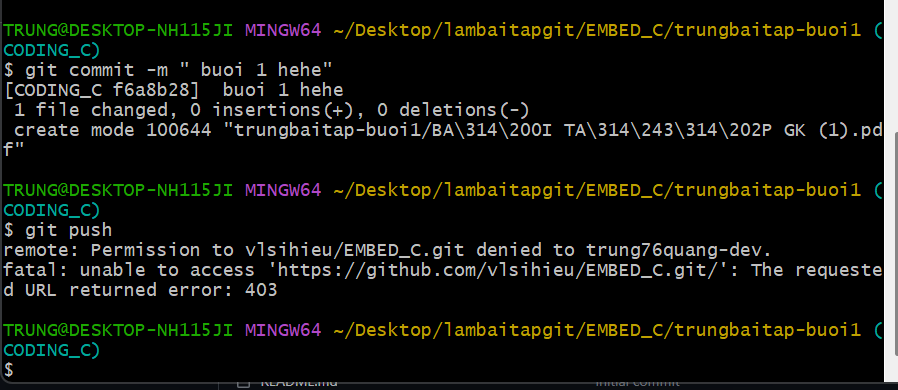 TRUNG@DESKTOP-NH115JI MINGW64 ~/Desktop/lambaitapgit/EMBED_C/trungbaitap-buoi1 (
CODING_C)
$ git commit -m " buoi 1 hehe"
[CODING_C f6a8b28]  buoi 1 hehe
 1 file changed, 0 insertions(+), 0 deletions(-)
 create mode 100644 "trungbaitap-buoi1/BA\314\200I TA\314\243\314\202P GK (1).pd
f"
TRUNG@DESKTOP-NH115JI MINGW64 ~/Desktop/lambaitapgit/EMBED_C/trungbaitap-buoi1 (
CODING_C)
$ git push
remote: Permission to vlsihieu/EMBED_C.git denied to trung76quang-dev.
fatal: unable to access 'https://github.com/vlsihieu/EMBED_C.git/': The requeste
d URL returned error: 403
TRUNG@DESKTOP-NH115JI MINGW64 ~/Desktop/lambaitapgit/EMBED_C/trungbaitap-buoi1 (
CODING_C)
$
README.md
Initial commit